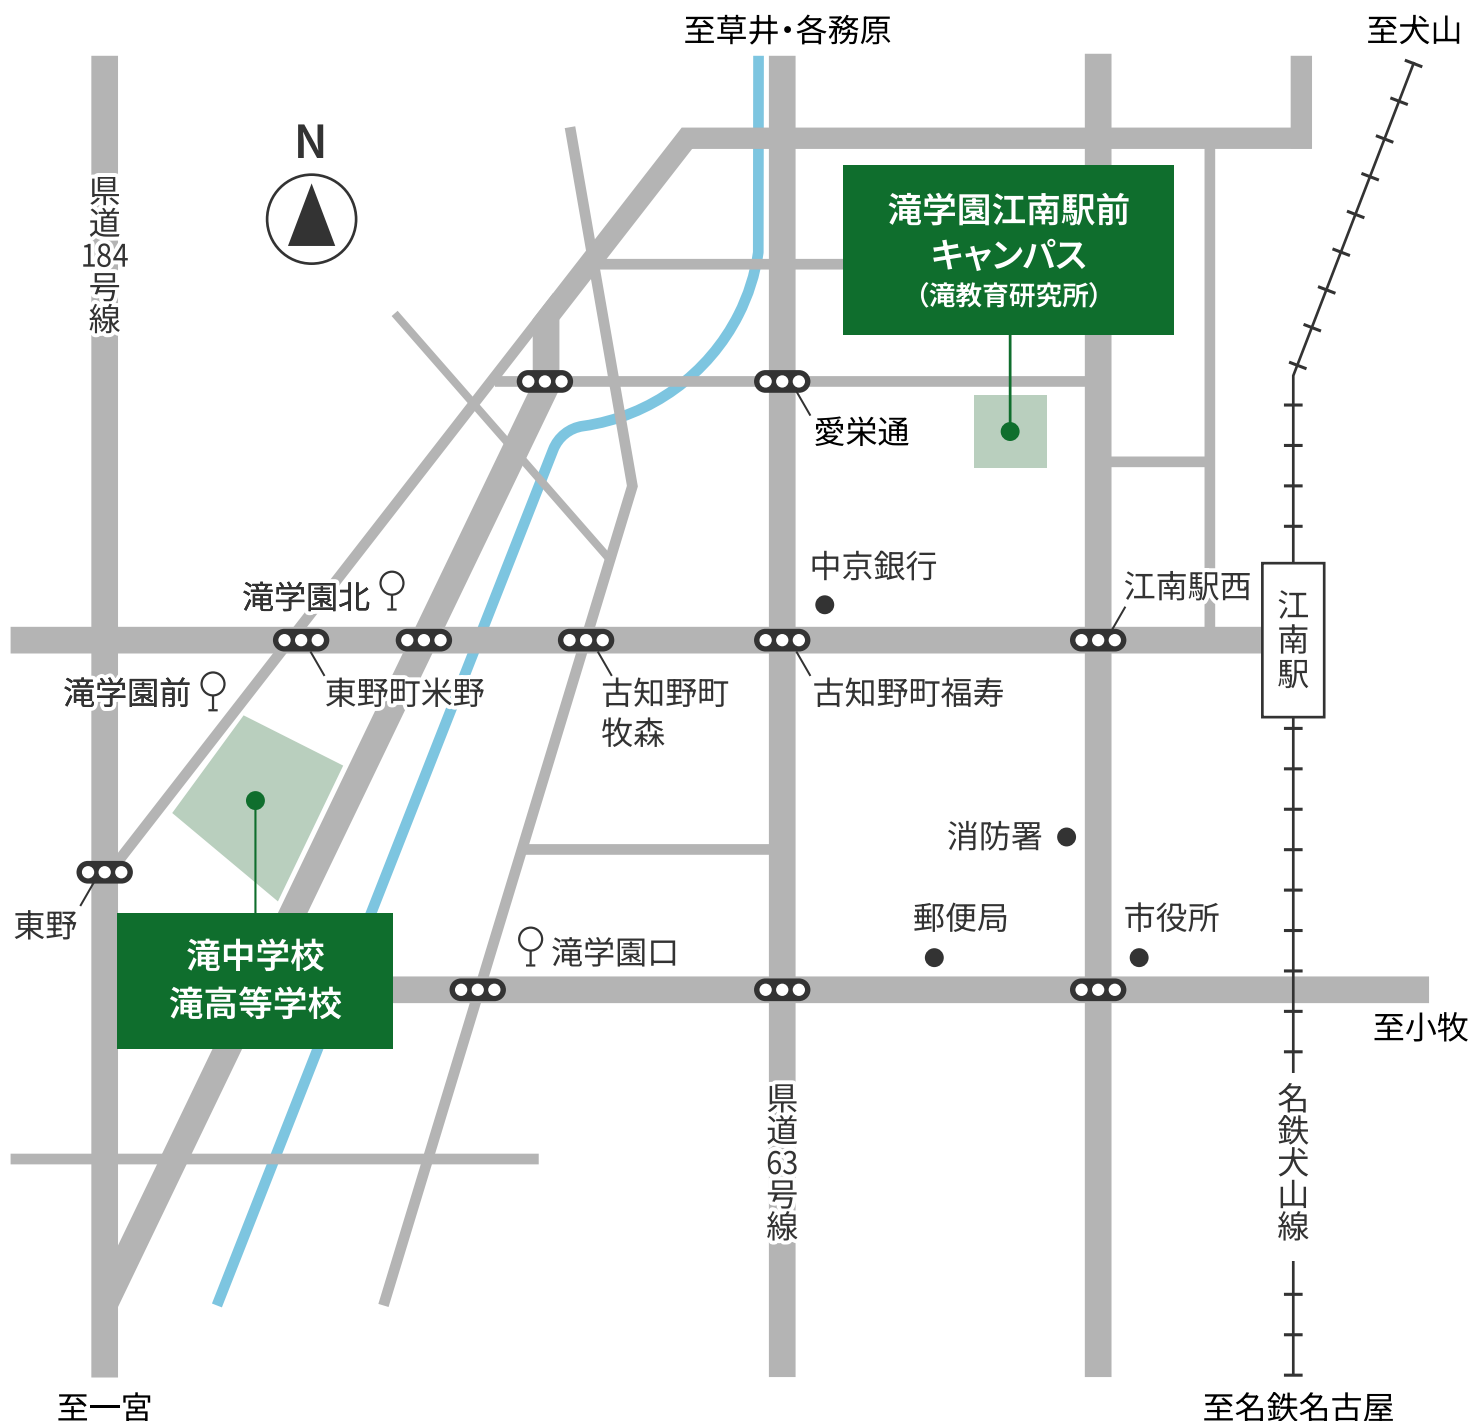 至草井・各務原
至犬山
N
県道184号線
滝学園江南駅前
キャンパス
（滝教育研究所）
愛栄通
中京銀行
江南駅西
滝学園北
江南駅
滝学園前
東野町米野
古知野町
牧森
古知野町福寿
消防署
東野
郵便局
市役所
滝中学校
滝高等学校
滝学園口
至小牧
県道63号線
名鉄犬山線
至一宮
至名鉄名古屋